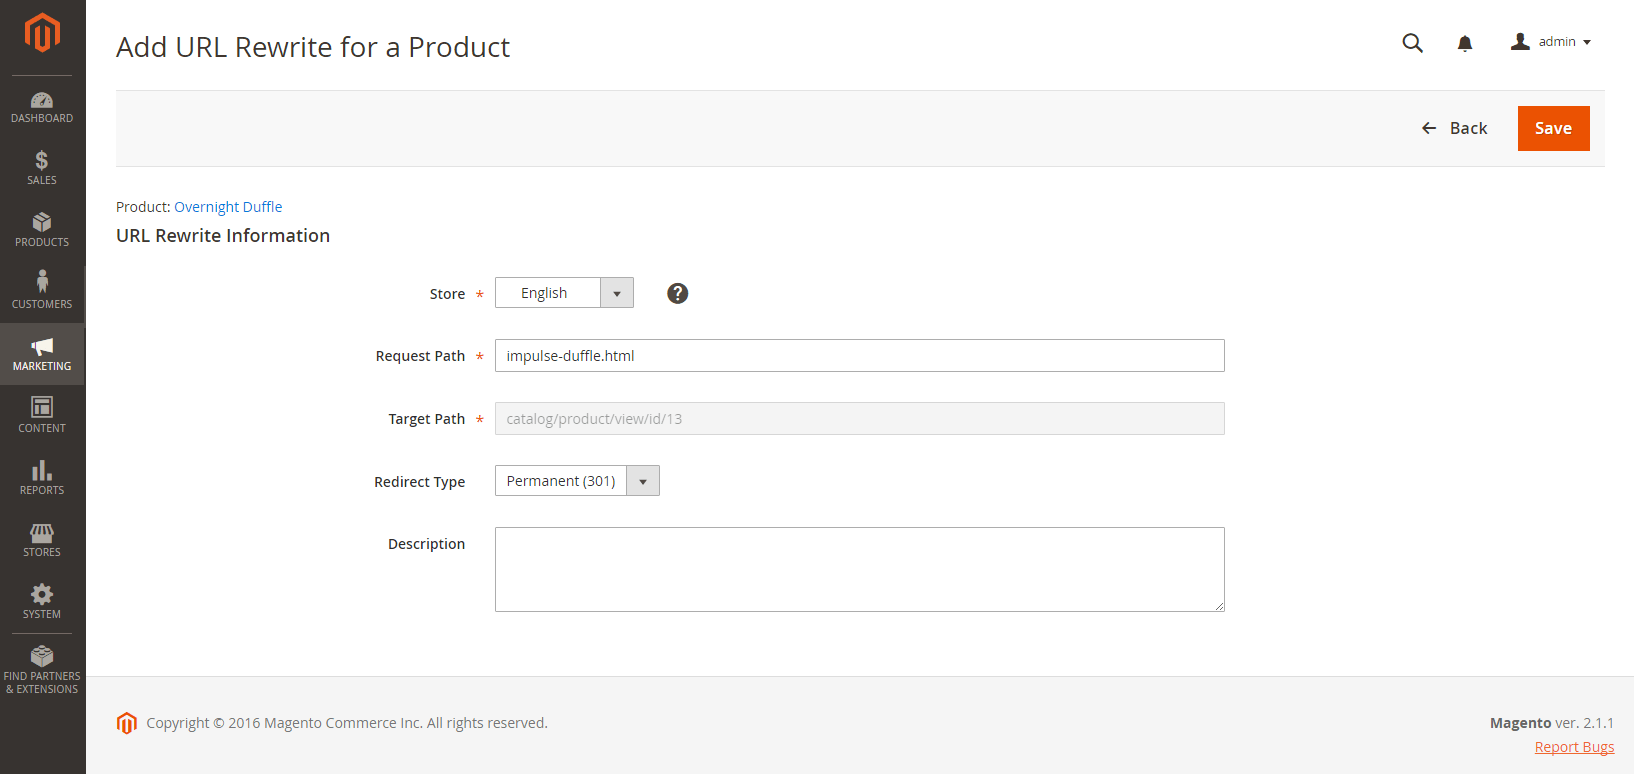 Add URL Rewrite for a Product
admin
DASHBOARD
SALES
PRODUCTS
CUSTOMERS
MARKETING
CONTENT
REPORTS
STORES
SYSTEM
FIND PARTNERS
& EXTENSIONS
Back
Save
Product: Overnight Duffle
URL Rewrite Information
Store * English ?
Request Path * impulse-duffle.html
Target Path * catalog/product/view/id/13
Redirect Type Permanent (301)
Description
Copyright © 2016 Magento Commerce Inc. All rights reserved.
Magento ver. 2.1.1
Report Bugs